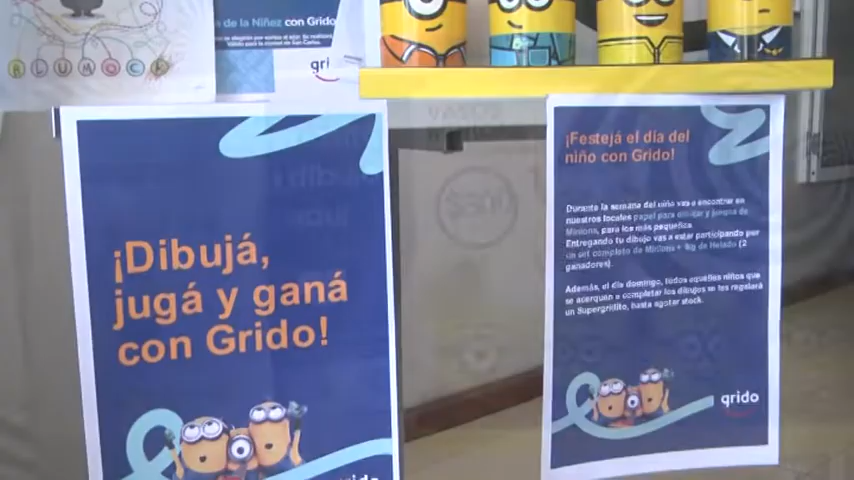 de la Niñez con Grido
gri
¡Dibujá,
jugá y ganá
con Grido!
¡Festejá el día del
niño con Grido!
Durante la semana del niño vas a encontrar en
nuestros locales papel para dibujar y juegos de
Minions, para los más pequeños
Entregando tu dibujo vas a estar participando por
un set completo de Minions + 1kg de Helado (2
ganadores).
Además, el día domingo, todos aquellos niños que
se acerquen a completar los dibujos se les regalará
un Supergridito, hasta agotar stock.
grido
grido